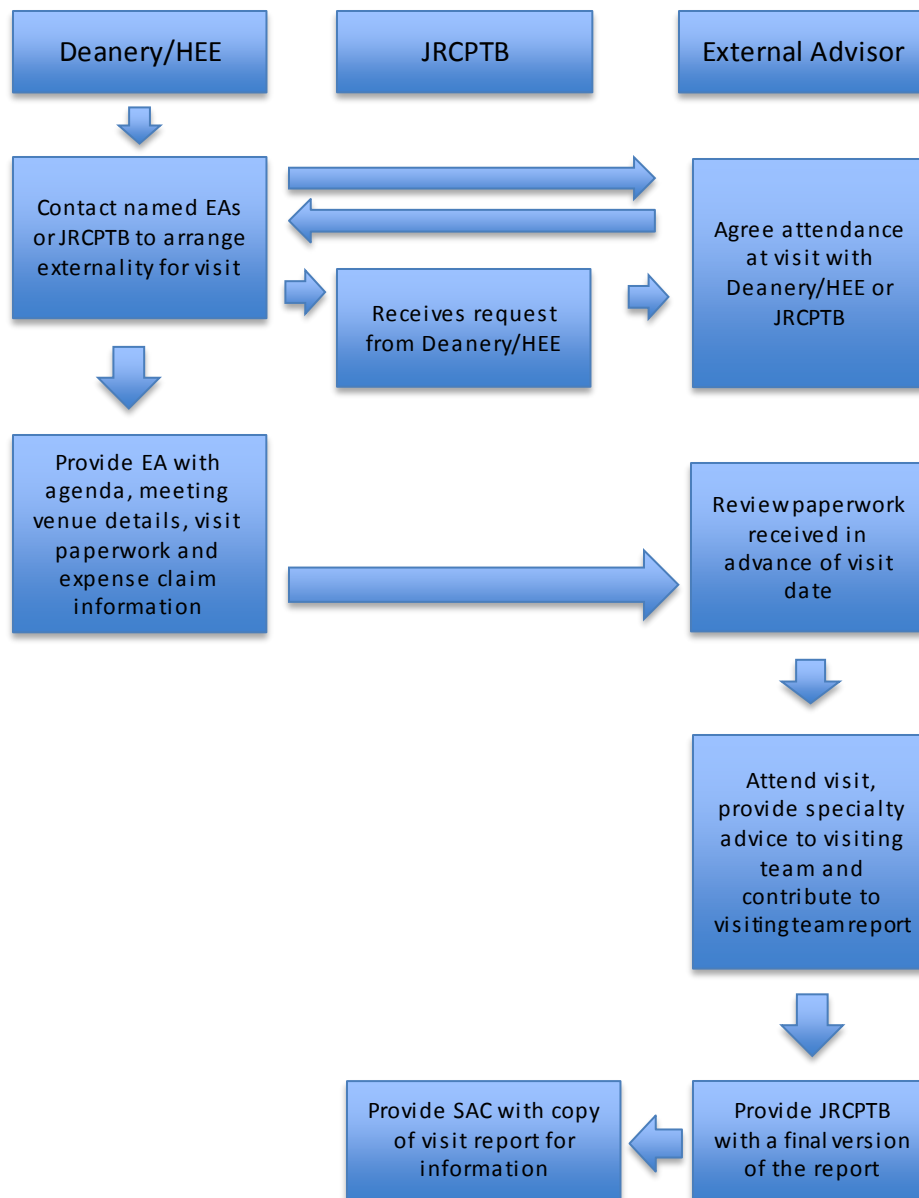 Deanery/HEE
JRCPTB
External Advisor
Contact named EAs
or JRCPTB to arrange
externality for visit
Receives request
from Deanery/HEE
Agree attendance
at visit with
Deanery/HEE or
JRCPTB
Provide EA with
agenda, meeting
venue details, visit
paperwork and
expense claim
information
Review paperwork
received in
advance of visit
date
Attend visit,
provide specialty
advice to visiting
team and
contribute to
visiting team report
Provide SAC with copy
of visit report for
information
Provide JRCPTB
with a final version
of the report